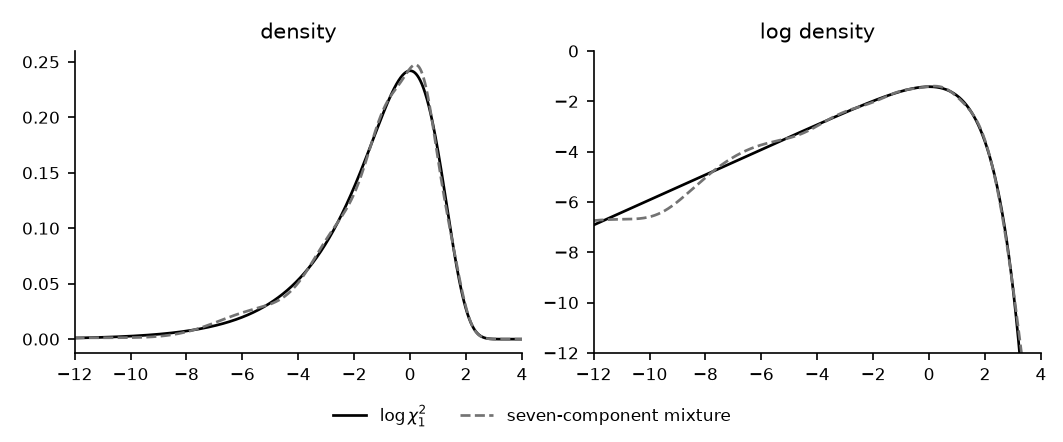 density
log density
0.25
0.20
0.15
0.10
0.05
0.00
−12 −10 −8 −6 −4 −2 0 2 4
0
−2
−4
−6
−8
−10
−12
−12 −10 −8 −6 −4 −2 0 2 4
log χ₁²
seven-component mixture